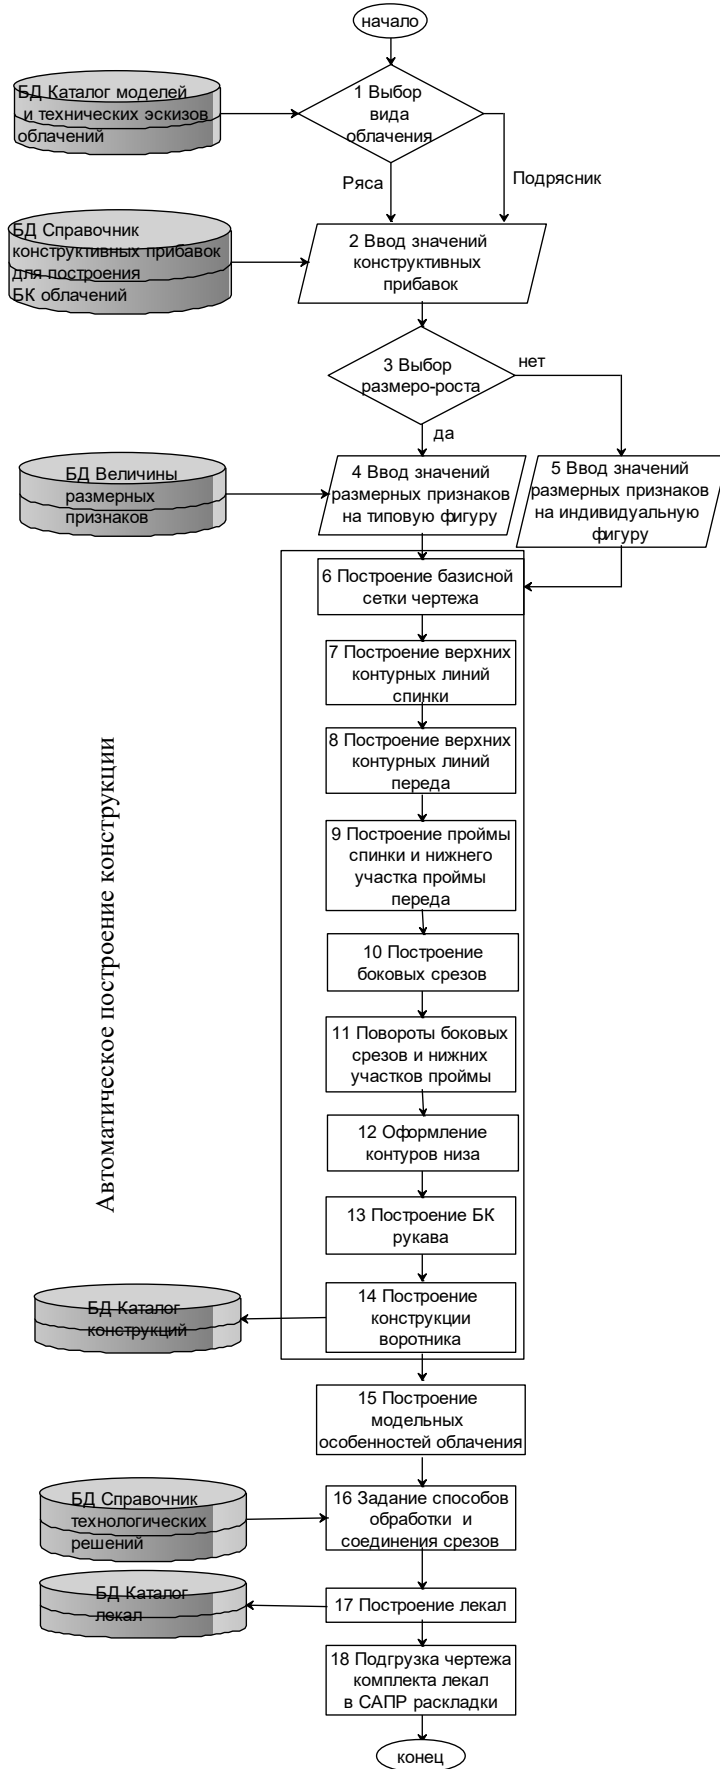 начало
БД Каталог моделей
и технических эскизов
облачений
1 Выбор
вида
облачения
Ряса
Подрясник
БД Справочник
конструктивных прибавок
для построения
БК облачений
2 Ввод значений
конструктивных
прибавок
3 Выбор
размеро-роста
нет
да
БД Величины
размерных
признаков
4 Ввод значений
размерных признаков
на типовую фигуру
5 Ввод значений
размерных признаков
на индивидуальную
фигуру
6 Построение базисной
сетки чертежа
7 Построение верхних
контурных линий
спинки
8 Построение верхних
контурных линий
переда
9 Построение проймы
спинки и нижнего
участка проймы
переда
10 Построение
боковых срезов
11 Повороты боковых
срезов и нижних
участков проймы
12 Оформление
контуров низа
13 Построение БК
рукава
14 Построение
конструкции
воротника
Автоматическое построение конструкции
БД Каталог
конструкций
15 Построение
модельных
особенностей облачения
БД Справочник
технологических
решений
16 Задание способов
обработки и
соединения срезов
БД Каталог
лекал
17 Построение лекал
18 Подгрузка чертежа
комплекта лекал
в САПР раскладки
конец